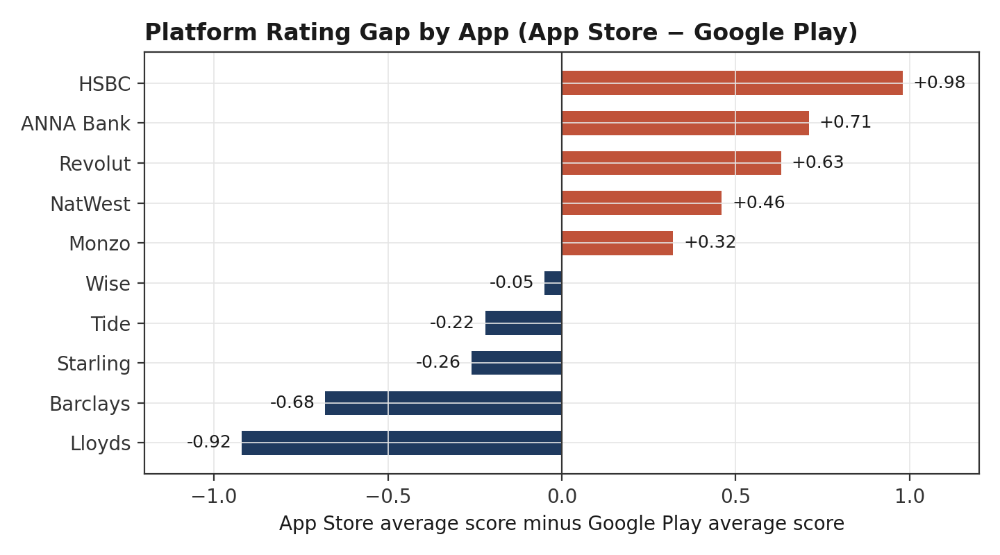 Platform Rating Gap by App (App Store − Google Play)
HSBC +0.98
ANNA Bank +0.71
Revolut +0.63
NatWest +0.46
Monzo +0.32
Wise -0.05
Tide -0.22
Starling -0.26
Barclays -0.68
Lloyds -0.92
−1.0 −0.5 0.0 0.5 1.0
App Store average score minus Google Play average score